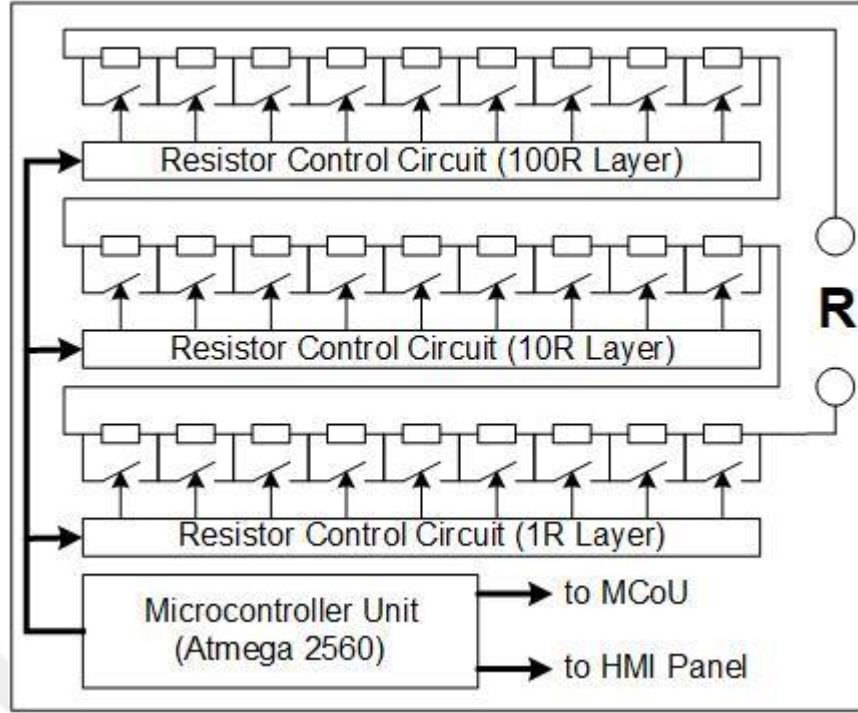 Resistor Control Circuit (100R Layer)
Resistor Control Circuit (10R Layer)
R
Resistor Control Circuit (1R Layer)
Microcontroller Unit
(Atmega 2560)
to MCoU
to HMI Panel